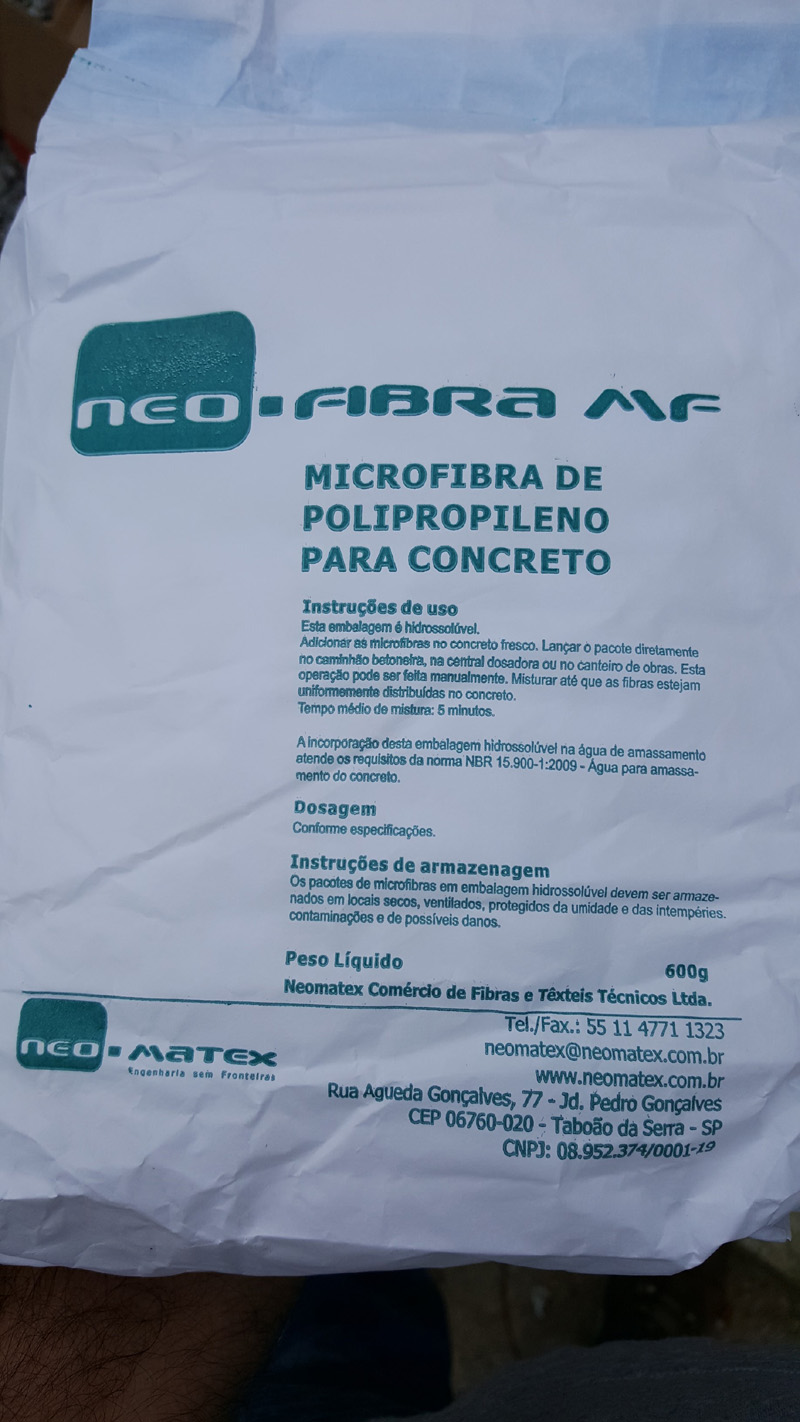 neo.FIBRA MF
MICROFIBRA DE
POLIPROPILENO
PARA CONCRETO
Instruções de uso
Esta embalagem é hidrossolúvel.
Adicionar as microfibras no concreto fresco. Lançar o pacote diretamente
no caminhão betoneira, na central dosadora ou no canteiro de obras. Esta
operação pode ser feita manualmente. Misturar até que as fibras estejam
uniformemente distribuídas no concreto.
Tempo médio de mistura: 5 minutos.
A incorporação desta embalagem hidrossolúvel na água de amassamento
atende os requisitos da norma NBR 15.900-1:2009 - Água para amassa-
mento do concreto.
Dosagem
Conforme especificações.
Instruções de armazenagem
Os pacotes de microfibras em embalagem hidrossolúvel devem ser armaze-
nados em locais secos, ventilados, protegidos da umidade e das intempéries.
contaminações e de possíveis danos.
Peso Líquido 600g
Neomatex Comércio de Fibras e Têxteis Técnicos Ltda.
neo.matex
Engenharia sem Fronteiras
Tel./Fax.: 55 11 4771 1323
neomatex@neomatex.com.br
www.neomatex.com.br
Rua Agueda Gonçalves, 77 - Jd. Pedro Gonçalves
CEP 06760-020 - Taboão da Serra - SP
CNPJ: 08.952.374/0001-19